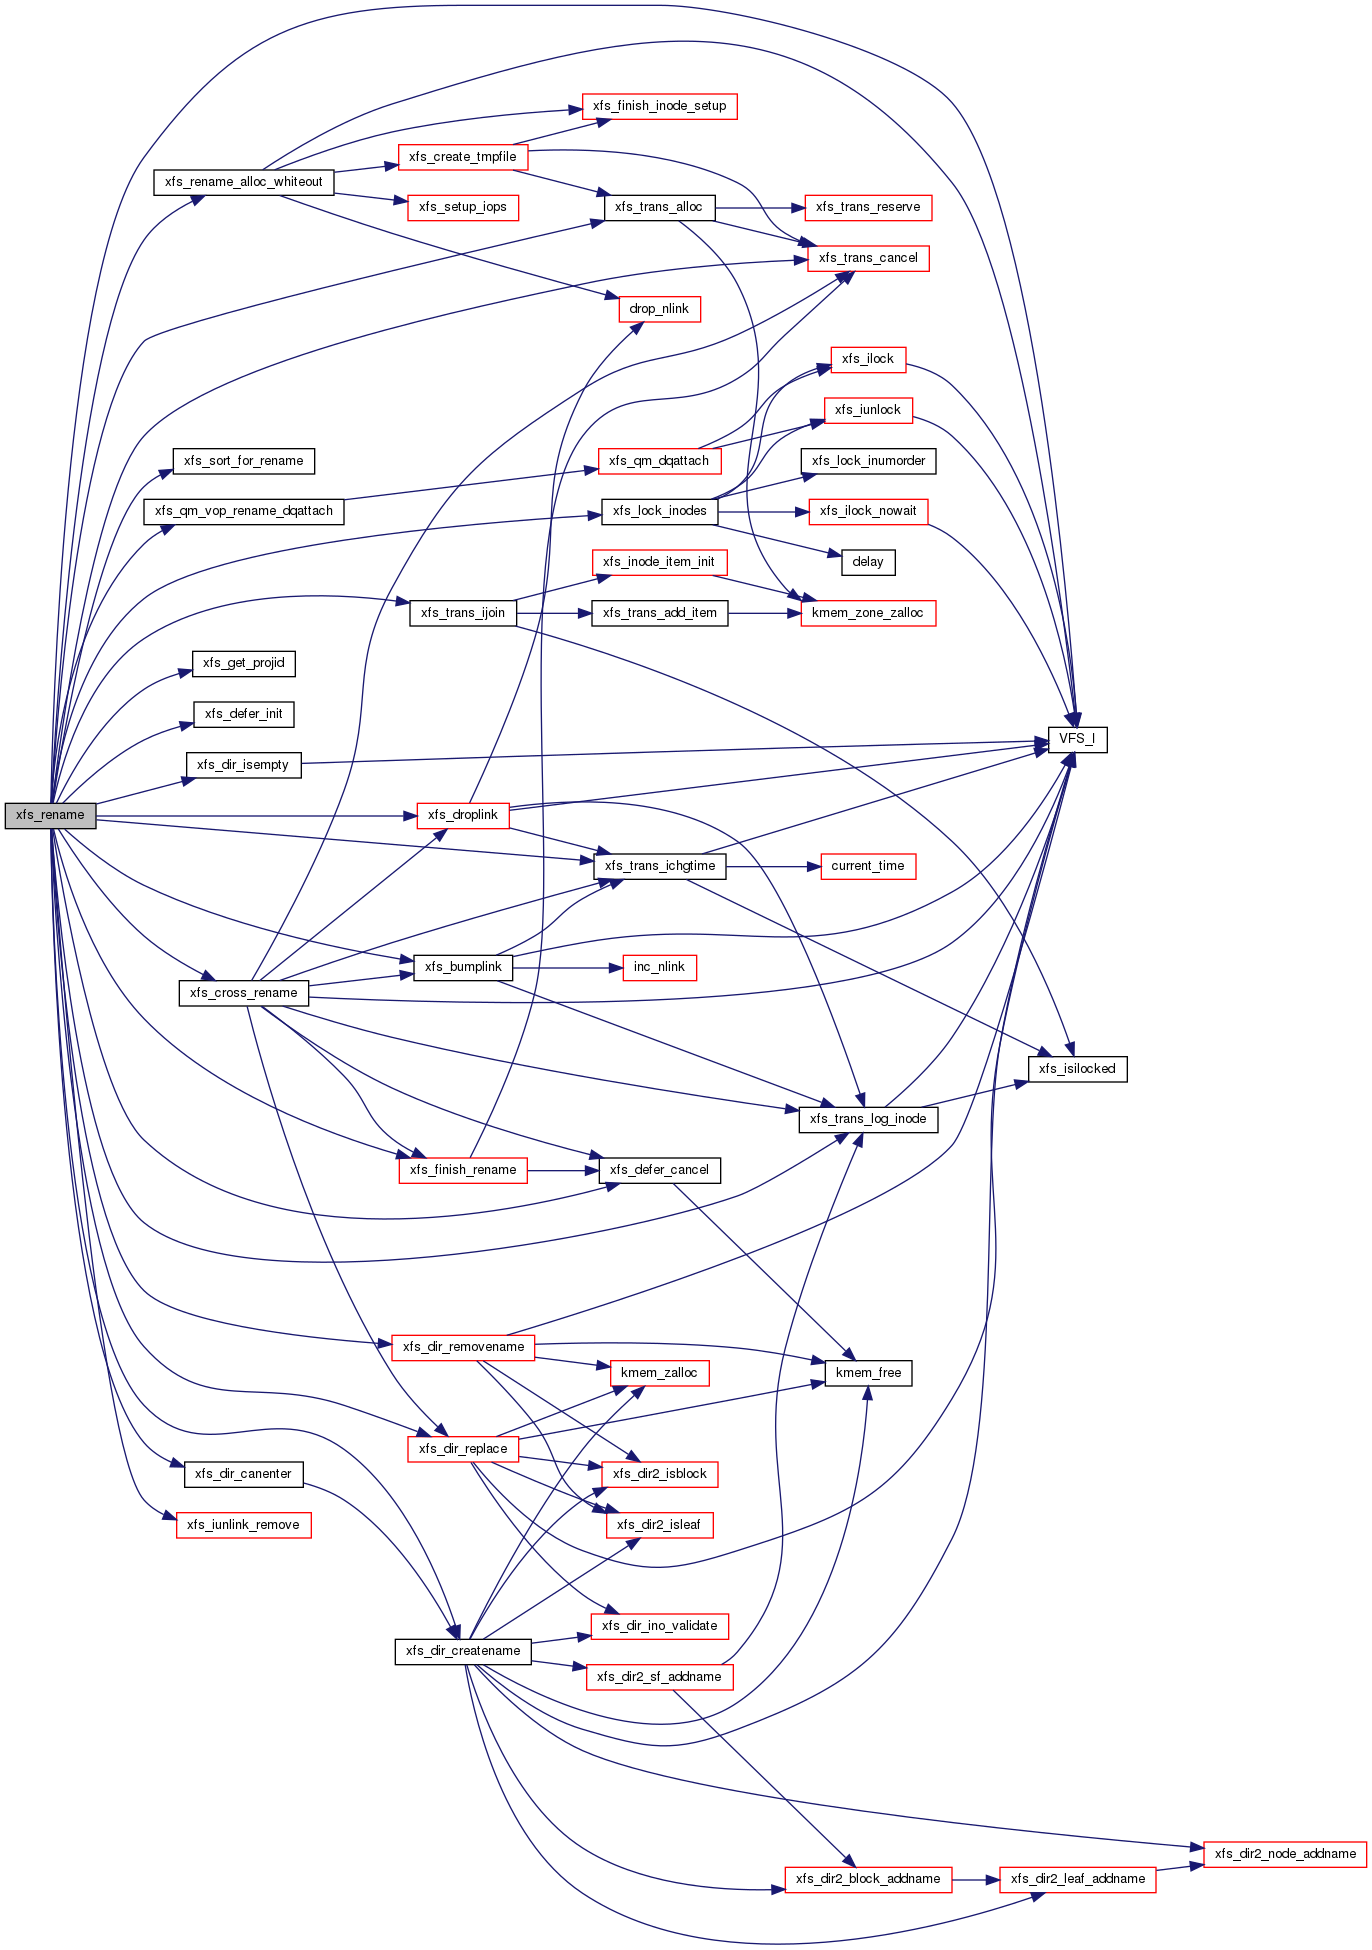 xfs_finish_inode_setup
xfs_create_tmpfile
xfs_rename_alloc_whiteout
xfs_setup_iops
xfs_trans_alloc
xfs_trans_reserve
xfs_trans_cancel
drop_nlink
xfs_ilock
xfs_iunlock
xfs_sort_for_rename
xfs_qm_dqattach
xfs_lock_inumorder
xfs_qm_vop_rename_dqattach
xfs_lock_inodes
xfs_ilock_nowait
xfs_inode_item_init
delay
xfs_trans_ijoin
xfs_trans_add_item
kmem_zone_zalloc
xfs_get_projid
xfs_defer_init
VFS_I
xfs_dir_isempty
xfs_rename
xfs_droplink
xfs_trans_ichgtime
current_time
xfs_bumplink
inc_nlink
xfs_cross_rename
xfs_isilocked
xfs_trans_log_inode
xfs_finish_rename
xfs_defer_cancel
xfs_dir_removename
kmem_zalloc
kmem_free
xfs_dir_replace
xfs_dir_canenter
xfs_dir2_isblock
xfs_iunlink_remove
xfs_dir2_isleaf
xfs_dir_ino_validate
xfs_dir_createname
xfs_dir2_sf_addname
xfs_dir2_node_addname
xfs_dir2_block_addname
xfs_dir2_leaf_addname